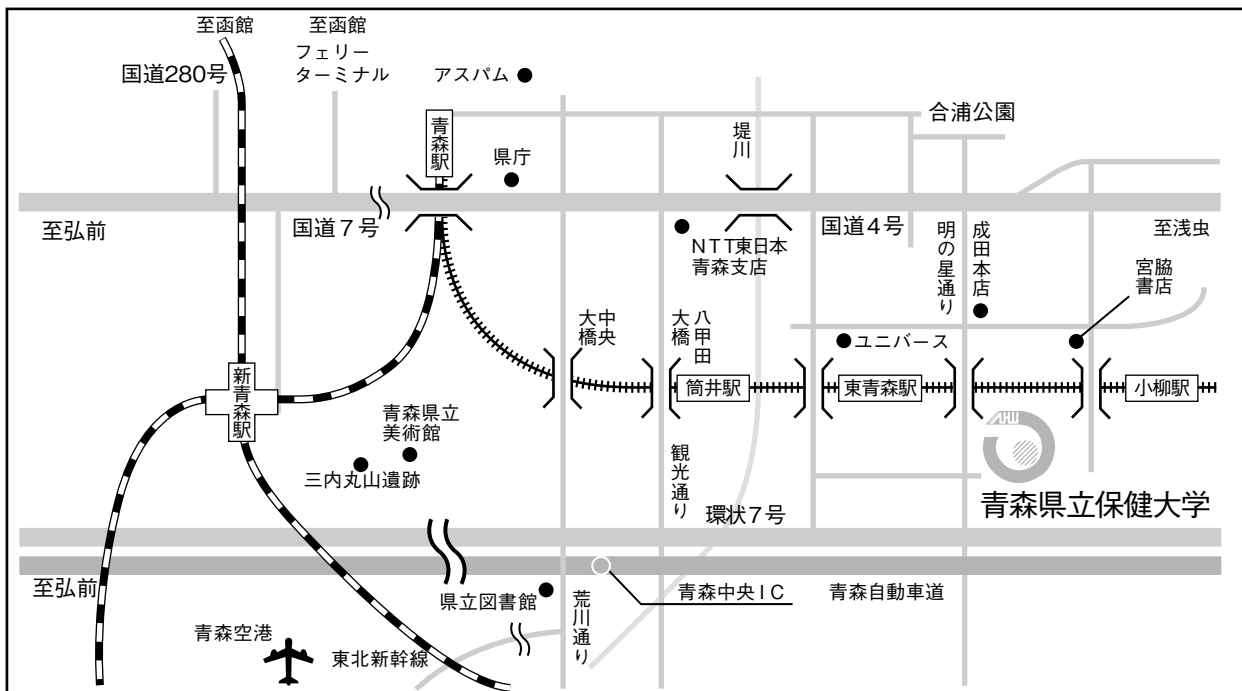 至函館
至函館
フェリー
ターミナル
国道280号
アスパム
青森駅
県庁
堤川
合浦公園
至弘前
国道7号
NTT東日本
青森支店
国道4号
明の星通り
成田本店
至浅虫
宮脇
書店
中央
大橋
八甲田
大橋
ユニバース
新青森駅
筒井駅
東青森駅
小柳駅
青森県立
美術館
三内丸山遺跡
観光通り
環状7号
青森県立保健大学
至弘前
県立図書館
荒川通り
青森中央IC
青森自動車道
青森空港
東北新幹線